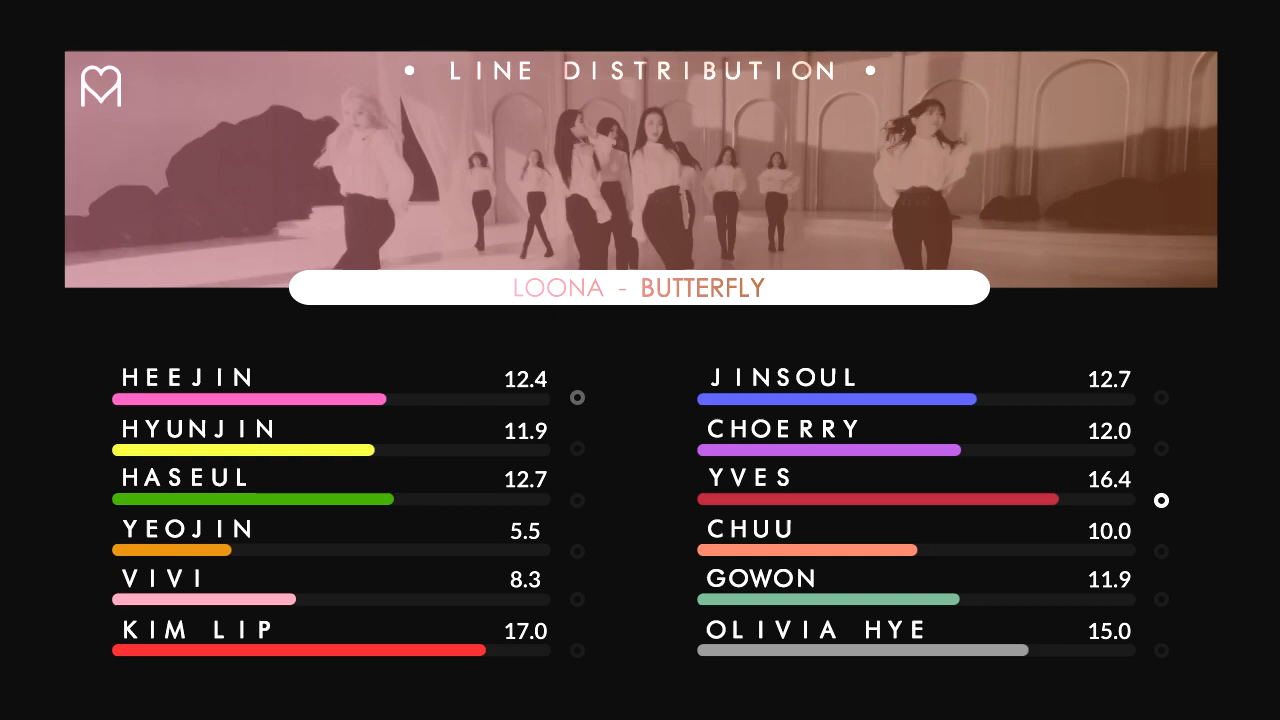 • LINE DISTRIBUTION •
LOONA - BUTTERFLY
HEEJIN 12.4
HYUNJIN 11.9
HASEUL 12.7
YEOJIN 5.5
VIVI 8.3
KIM LIP 17.0
JINSOUL 12.7
CHOERRY 12.0
YVES 16.4
CHUU 10.0
GOWON 11.9
OLIVIA HYE 15.0